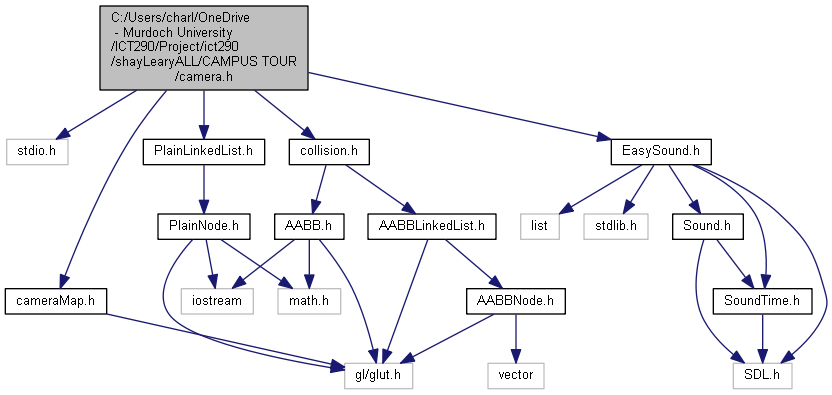 C:/Users/charl/OneDrive
- Murdoch University
/ICT290/Project/ict290
/shayLearyALL/CAMPUS TOUR
/camera.h
stdio.h
PlainLinkedList.h
collision.h
EasySound.h
PlainNode.h
AABB.h
AABBLinkedList.h
list
stdlib.h
Sound.h
cameraMap.h
iostream
math.h
AABBNode.h
SoundTime.h
gl/glut.h
vector
SDL.h